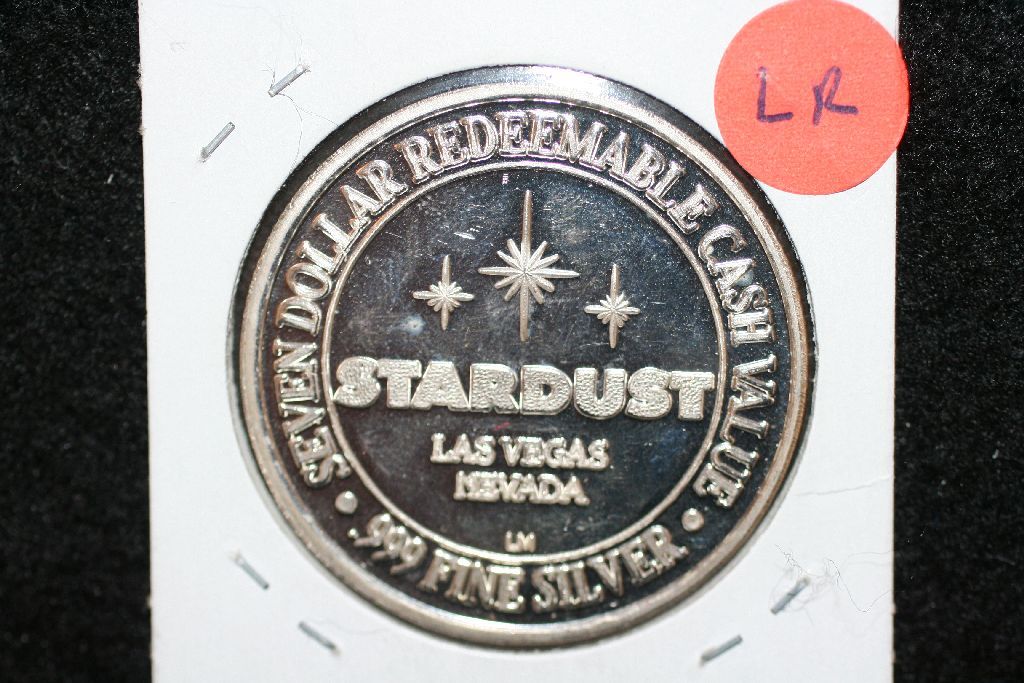 LR
SEVEN DOLLAR REDEEMABLE CASH VALUE
STARDUST
LAS VEGAS
NEVADA
LM
• .999 FINE SILVER •